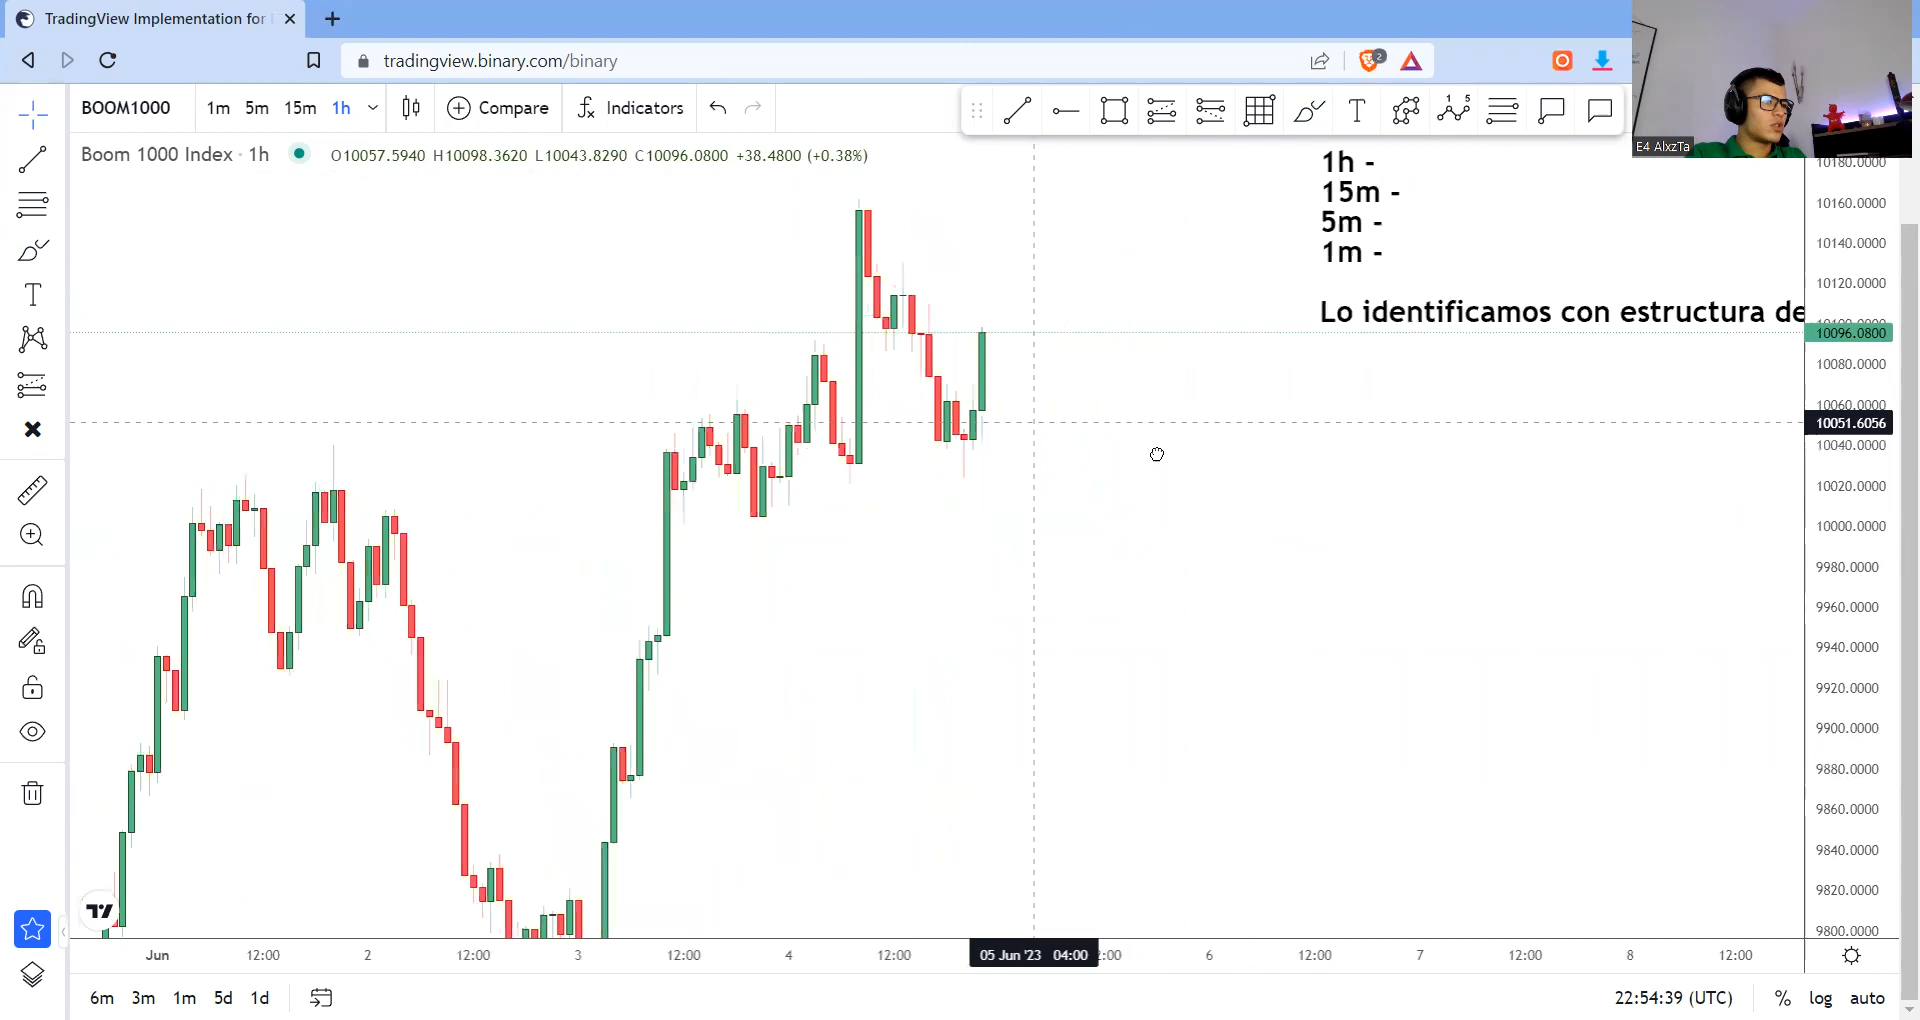 TradingView Implementation for
tradingview.binary.com/binary
2
BOOM1000 1m 5m 15m 1h Compare Indicators
Boom 1000 Index · 1h O10057.5940 H10098.3620 L10043.8290 C10096.0800 +38.4800 (+0.38%)
E4 AlxzTa
1h -
15m -
5m -
1m -
Lo identificamos con estructura de
10180.0000
10160.0000
10140.0000
10120.0000
10100.0000
10096.0800
10080.0000
10060.0000
10051.6056
10040.0000
10020.0000
10000.0000
9980.0000
9960.0000
9940.0000
9920.0000
9900.0000
9880.0000
9860.0000
9840.0000
9820.0000
9800.0000
Jun 12:00 2 12:00 3 12:00 4 12:00 05 Jun '23 04:00 2:00 6 12:00 7 12:00 8 12:00
6m 3m 1m 5d 1d 22:54:39 (UTC) % log auto